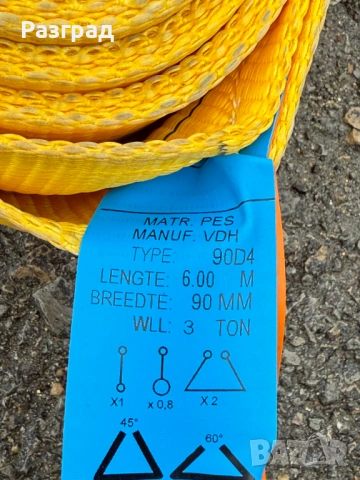 Разград
MATR. PES
MANUF. VDH
TYPE: 90D4
LENGTE: 6.00 M
BREEDTE: 90 MM
WLL: 3 TON
X1 x 0,8 X 2
45° 60°
BAZAR